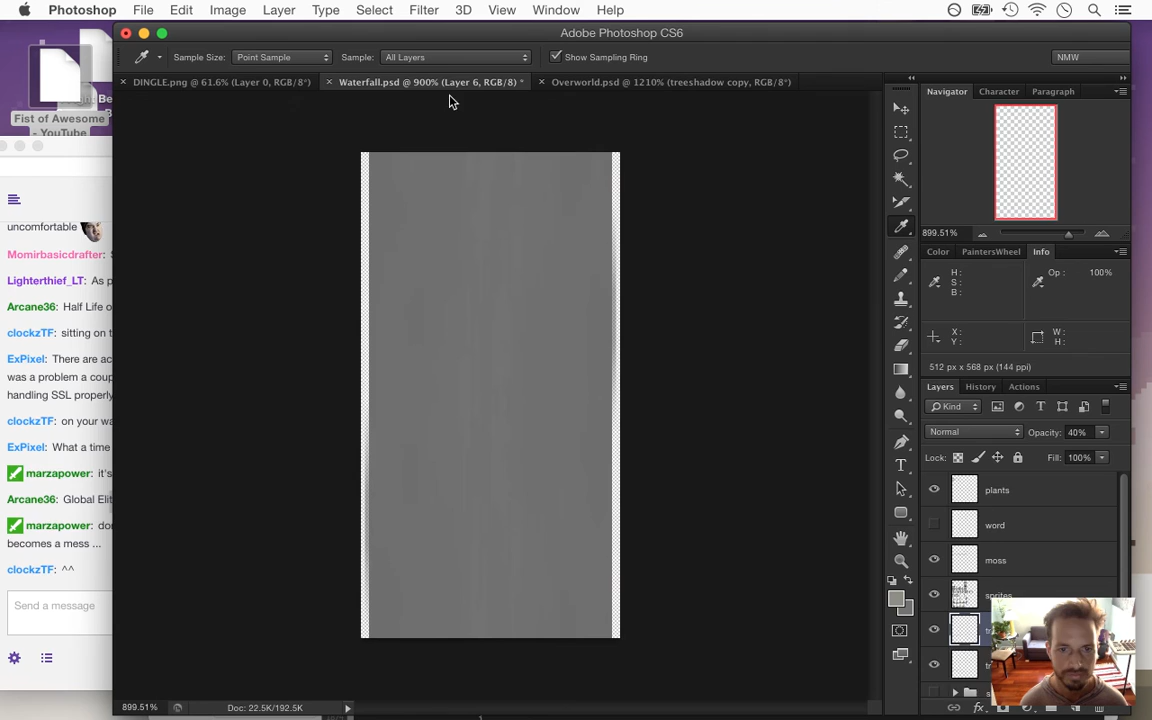 Photoshop File Edit Image Layer Type Select Filter 3D View Window Help
Adobe Photoshop CS6
Sample Size: Point Sample Sample: All Layers Show Sampling Ring NMW
DINGLE.png @ 61.6% (Layer 0, RGB/8*) Waterfall.psd @ 900% (Layer 6, RGB/8) * Overworld.psd @ 1210% (treeshadow copy, RGB/8*)
Be
Fist of Awesome
- YouTube
uncomfortable
Momirbasicdrafter:
Lighterthief_LT: As p
Arcane36: Half Life o
clockzTF: sitting on t
ExPixel: There are ac
was a problem a coup
handling SSL properly
clockzTF: on your wa
ExPixel: What a time
marzapower: it's
Arcane36: Global Elit
marzapower: don
becomes a mess ...
clockzTF: ^^
Send a message
899.51% Doc: 22.5K/192.5K
Navigator Character Paragraph
899.51%
Color PaintersWheel Info
H: Op: 100%
S:
B:
X: W:
Y: H:
512 px x 568 px (144 ppi)
Layers History Actions
Kind
Normal Opacity: 40%
Lock: Fill: 100%
plants
word
moss
sprites